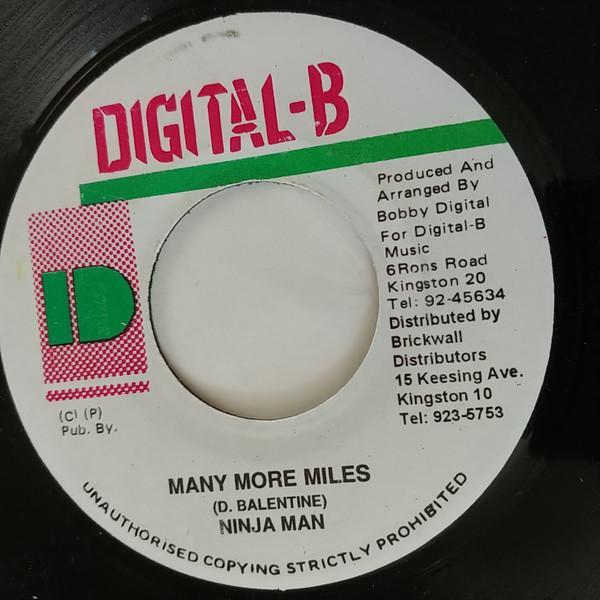 DIGITAL-B
Produced And
Arranged By
Bobby Digital
For Digital-B
Music
6Rons Road
Kingston 20
Tel: 92-45634
Distributed by
Brickwall
Distributors
15 Keesing Ave.
Kingston 10
Tel: 923-5753
D
(C) (P)
Pub. By.
MANY MORE MILES
(D. BALENTINE)
NINJA MAN
UNAUTHORISED COPYING STRICTLY PROHIBITED